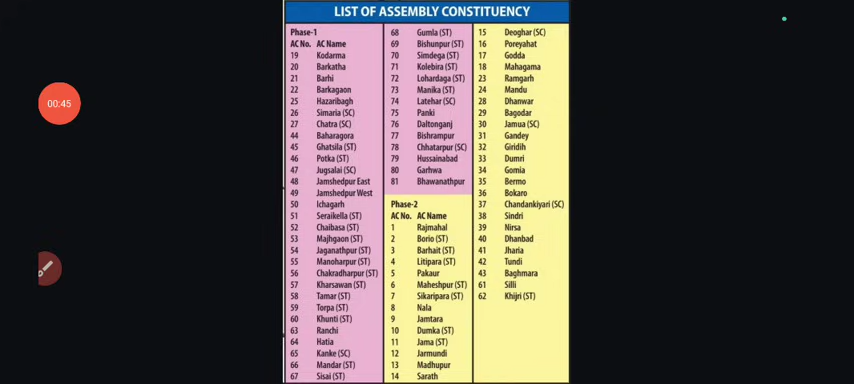 LIST OF ASSEMBLY CONSTITUENCY
Phase-1
AC No. AC Name
19 Kodarma
20 Barkatha
21 Barhi
22 Barkagaon
25 Hazaribagh
26 Simaria (SC)
27 Chatra (SC)
44 Baharagora
45 Ghatsila (ST)
46 Potka (ST)
47 Jugsalai (SC)
48 Jamshedpur East
49 Jamshedpur West
50 Ichagarh
51 Seraikella (ST)
52 Chaibasa (ST)
53 Majhgaon (ST)
54 Jaganathpur (ST)
55 Manoharpur (ST)
56 Chakradharpur (ST)
57 Kharsawan (ST)
58 Tamar (ST)
59 Torpa (ST)
60 Khunti (ST)
63 Ranchi
64 Hatia
65 Kanke (SC)
66 Mandar (ST)
67 Sisai (ST)
68 Gumla (ST)
69 Bishunpur (ST)
70 Simdega (ST)
71 Kolebira (ST)
72 Lohardaga (ST)
73 Manika (ST)
74 Latehar (SC)
75 Panki
76 Daltonganj
77 Bishrampur
78 Chhatarpur (SC)
79 Hussainabad
80 Garhwa
81 Bhawanathpur
Phase-2
AC No. AC Name
1 Rajmahal
2 Borio (ST)
3 Barhait (ST)
4 Litipara (ST)
5 Pakaur
6 Maheshpur (ST)
7 Sikaripara (ST)
8 Nala
9 Jamtara
10 Dumka (ST)
11 Jama (ST)
12 Jarmundi
13 Madhupur
14 Sarath
15 Deoghar (SC)
16 Poreyahat
17 Godda
18 Mahagama
23 Ramgarh
24 Mandu
28 Dhanwar
29 Bagodar
30 Jamua (SC)
31 Gandey
32 Giridih
33 Dumri
34 Gomia
35 Bermo
36 Bokaro
37 Chandankiyari (SC)
38 Sindri
39 Nirsa
40 Dhanbad
41 Jharia
42 Tundi
43 Baghmara
61 Silli
62 Khijri (ST)
00:45